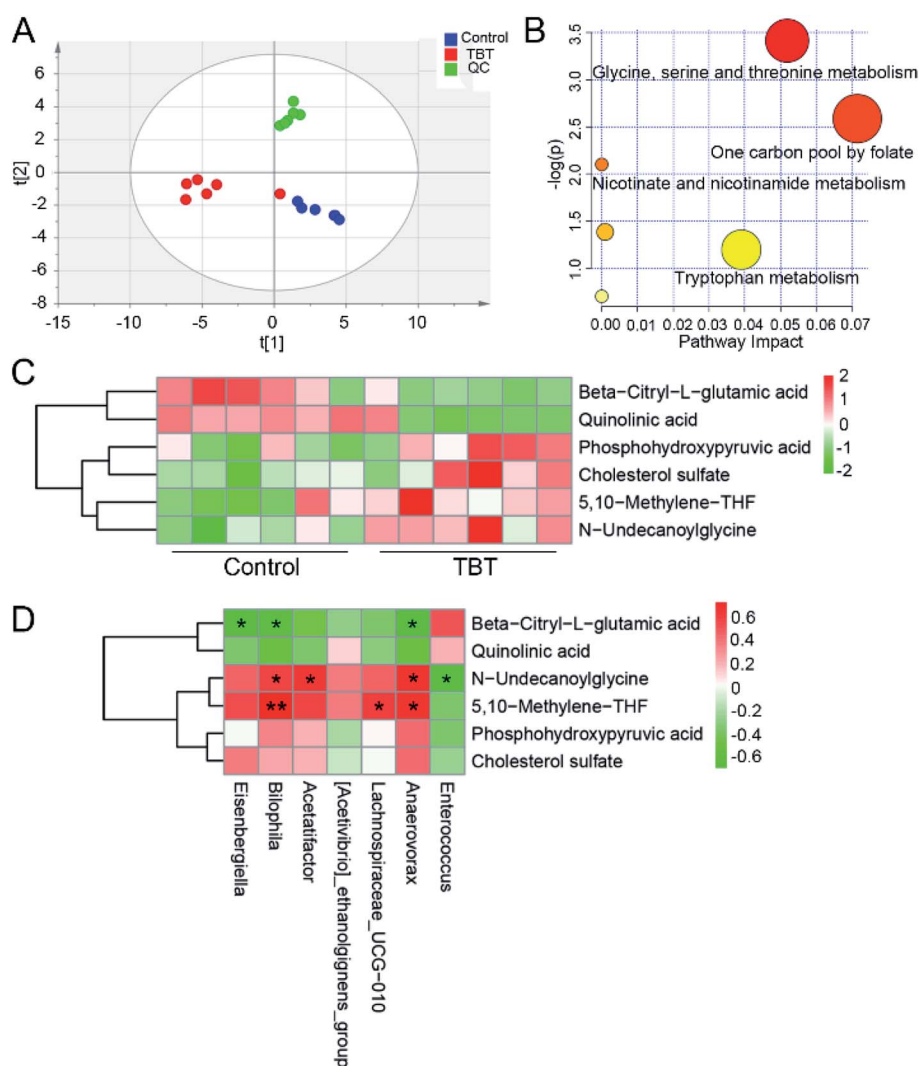 A
Control
TBT
QC
6
4
2
0
-2
-4
-6
-8
t[2]
-15
-10
-5
0
5
10
15
t[1]
B
3.5
3.0
2.5
2.0
1.5
1.0
-log(p)
Glycine, serine and threonine metabolism
One carbon pool by folate
Nicotinate and nicotinamide metabolism
Tryptophan metabolism
0.00 0.01 0.02 0.03 0.04 0.05 0.06 0.07
Pathway Impact
C
Beta−Citryl−L−glutamic acid
Quinolinic acid
Phosphohydroxypyruvic acid
Cholesterol sulfate
5,10−Methylene−THF
N−Undecanoylglycine
2
1
0
-1
-2
Control
TBT
D
* * *
* * * *
** * *
Beta−Citryl−L−glutamic acid
Quinolinic acid
N−Undecanoylglycine
5,10−Methylene−THF
Phosphohydroxypyruvic acid
Cholesterol sulfate
0.6
0.4
0.2
0
-0.2
-0.4
-0.6
Eisenbergiella
Bilophila
Acetatifactor
[Acetivibrio]_ethanolgignens_group
Lachnospiraceae_UCG−010
Anaerovorax
Enterococcus